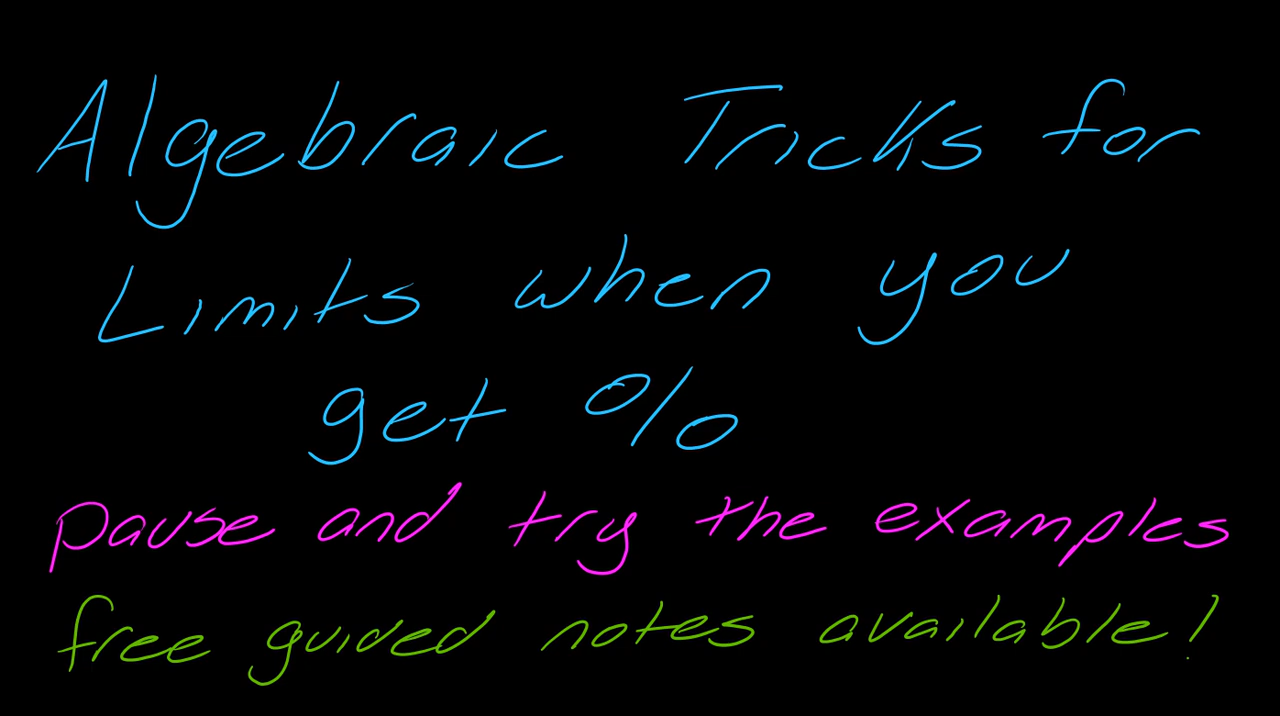 Algebraic Tricks for
Limits when you
get 0/0
pause and try the examples
free guided notes available!